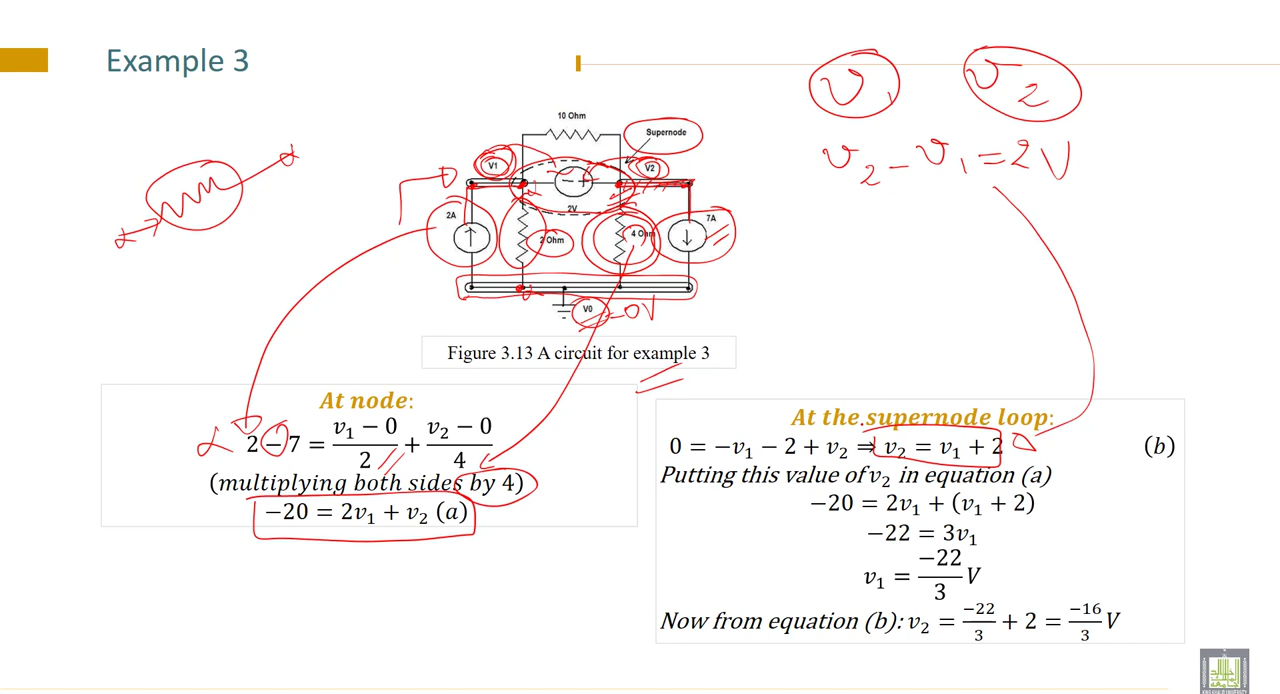 Example 3
v₁ v₂
v₂ - v₁ = 2V
10 Ohm
Supernode
V1
V2
2V
2A
7A
2 Ohm
4 Ohm
V0
=0V
Figure 3.13 A circuit for example 3
At node:
2 − 7 = (v₁ − 0)/2 + (v₂ − 0)/4
(multiplying both sides by 4)
−20 = 2v₁ + v₂ (a)
At the supernode loop:
0 = −v₁ − 2 + v₂ ⇒ v₂ = v₁ + 2 (b)
Putting this value of v₂ in equation (a)
−20 = 2v₁ + (v₁ + 2)
−22 = 3v₁
v₁ = −22/3 V
Now from equation (b): v₂ = −22/3 + 2 = −16/3 V